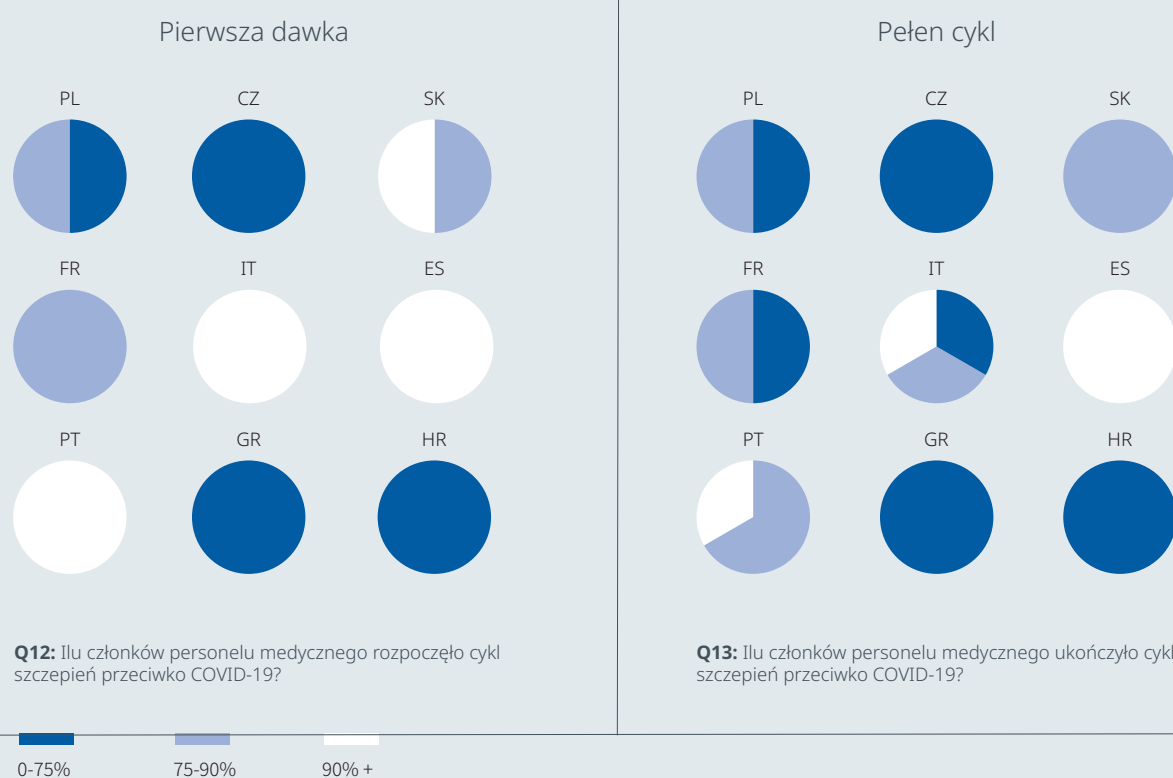 Pierwsza dawka
PL CZ SK
FR IT ES
PT GR HR
Q12: Ilu członków personelu medycznego rozpoczęło cykl
szczepień przeciwko COVID-19?
Pełen cykl
PL CZ SK
FR IT ES
PT GR HR
Q13: Ilu członków personelu medycznego ukończyło cykl
szczepień przeciwko COVID-19?
0-75% 75-90% 90% +